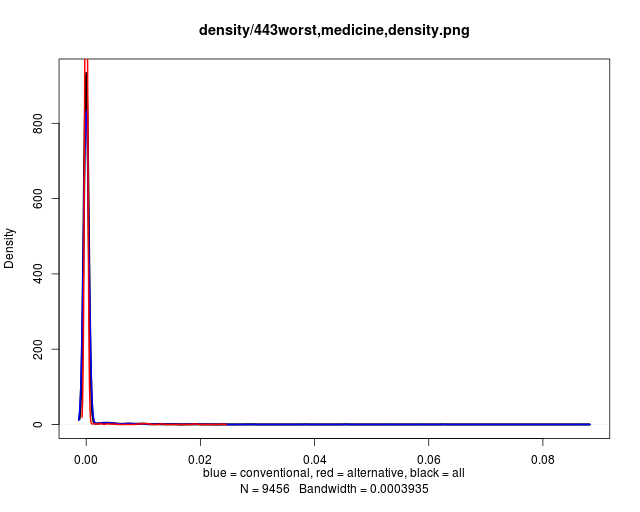 density/443worst,medicine,density.png
Density
800
600
400
200
0
0.00 0.02 0.04 0.06 0.08
blue = conventional, red = alternative, black = all
N = 9456 Bandwidth = 0.0003935